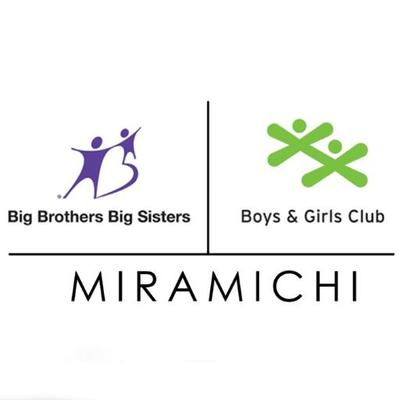 Big Brothers Big Sisters
Boys & Girls Club
MIRAMICHI